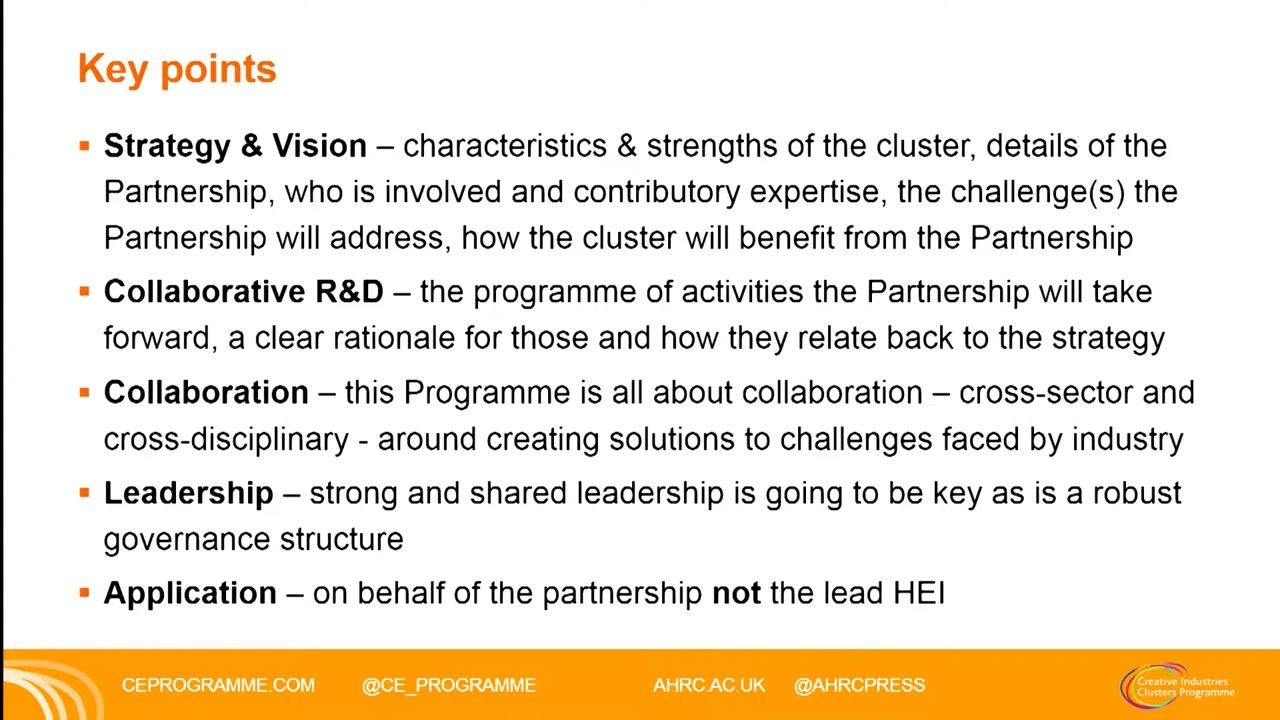 Key points
▪ Strategy & Vision – characteristics & strengths of the cluster, details of the
Partnership, who is involved and contributory expertise, the challenge(s) the
Partnership will address, how the cluster will benefit from the Partnership
▪ Collaborative R&D – the programme of activities the Partnership will take
forward, a clear rationale for those and how they relate back to the strategy
▪ Collaboration – this Programme is all about collaboration – cross-sector and
cross-disciplinary - around creating solutions to challenges faced by industry
▪ Leadership – strong and shared leadership is going to be key as is a robust
governance structure
▪ Application – on behalf of the partnership not the lead HEI
CEPROGRAMME.COM @CE_PROGRAMME AHRC.AC.UK @AHRCPRESS
Creative Industries
Clusters Programme